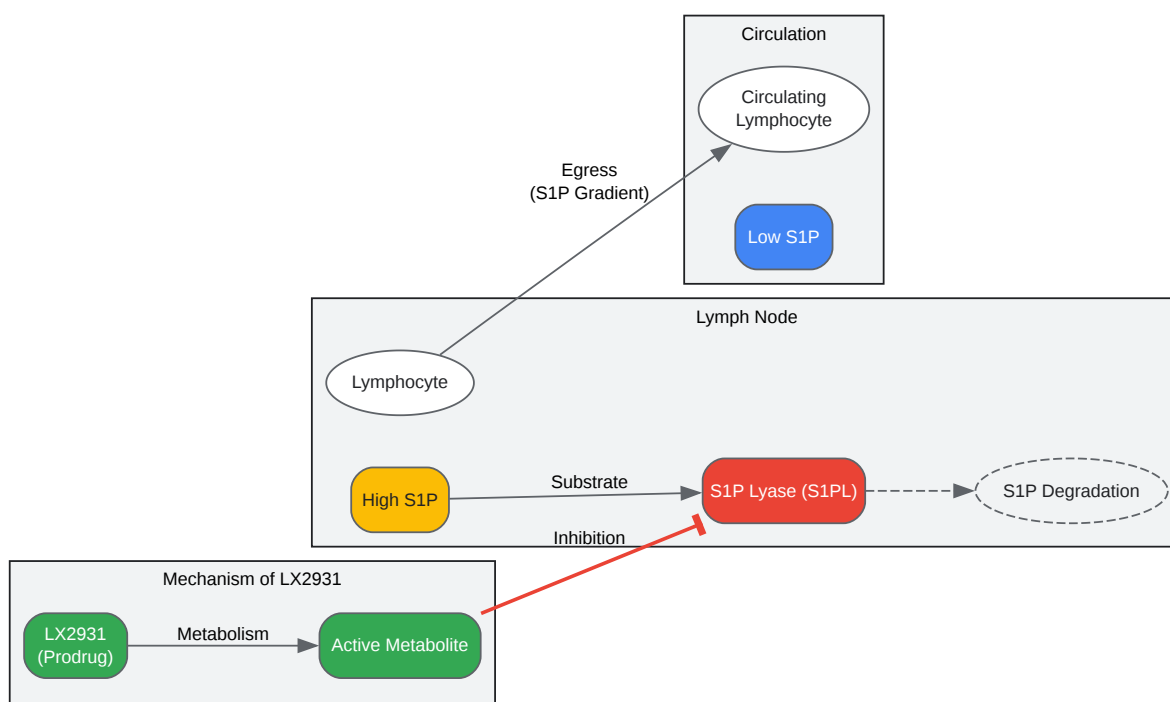 Circulation
Circulating
Lymphocyte
Egress
(S1P Gradient)
Low S1P
Lymph Node
Lymphocyte
High S1P
Substrate
S1P Lyase (S1PL)
S1P Degradation
Inhibition
Mechanism of LX2931
LX2931
(Prodrug)
Metabolism
Active Metabolite